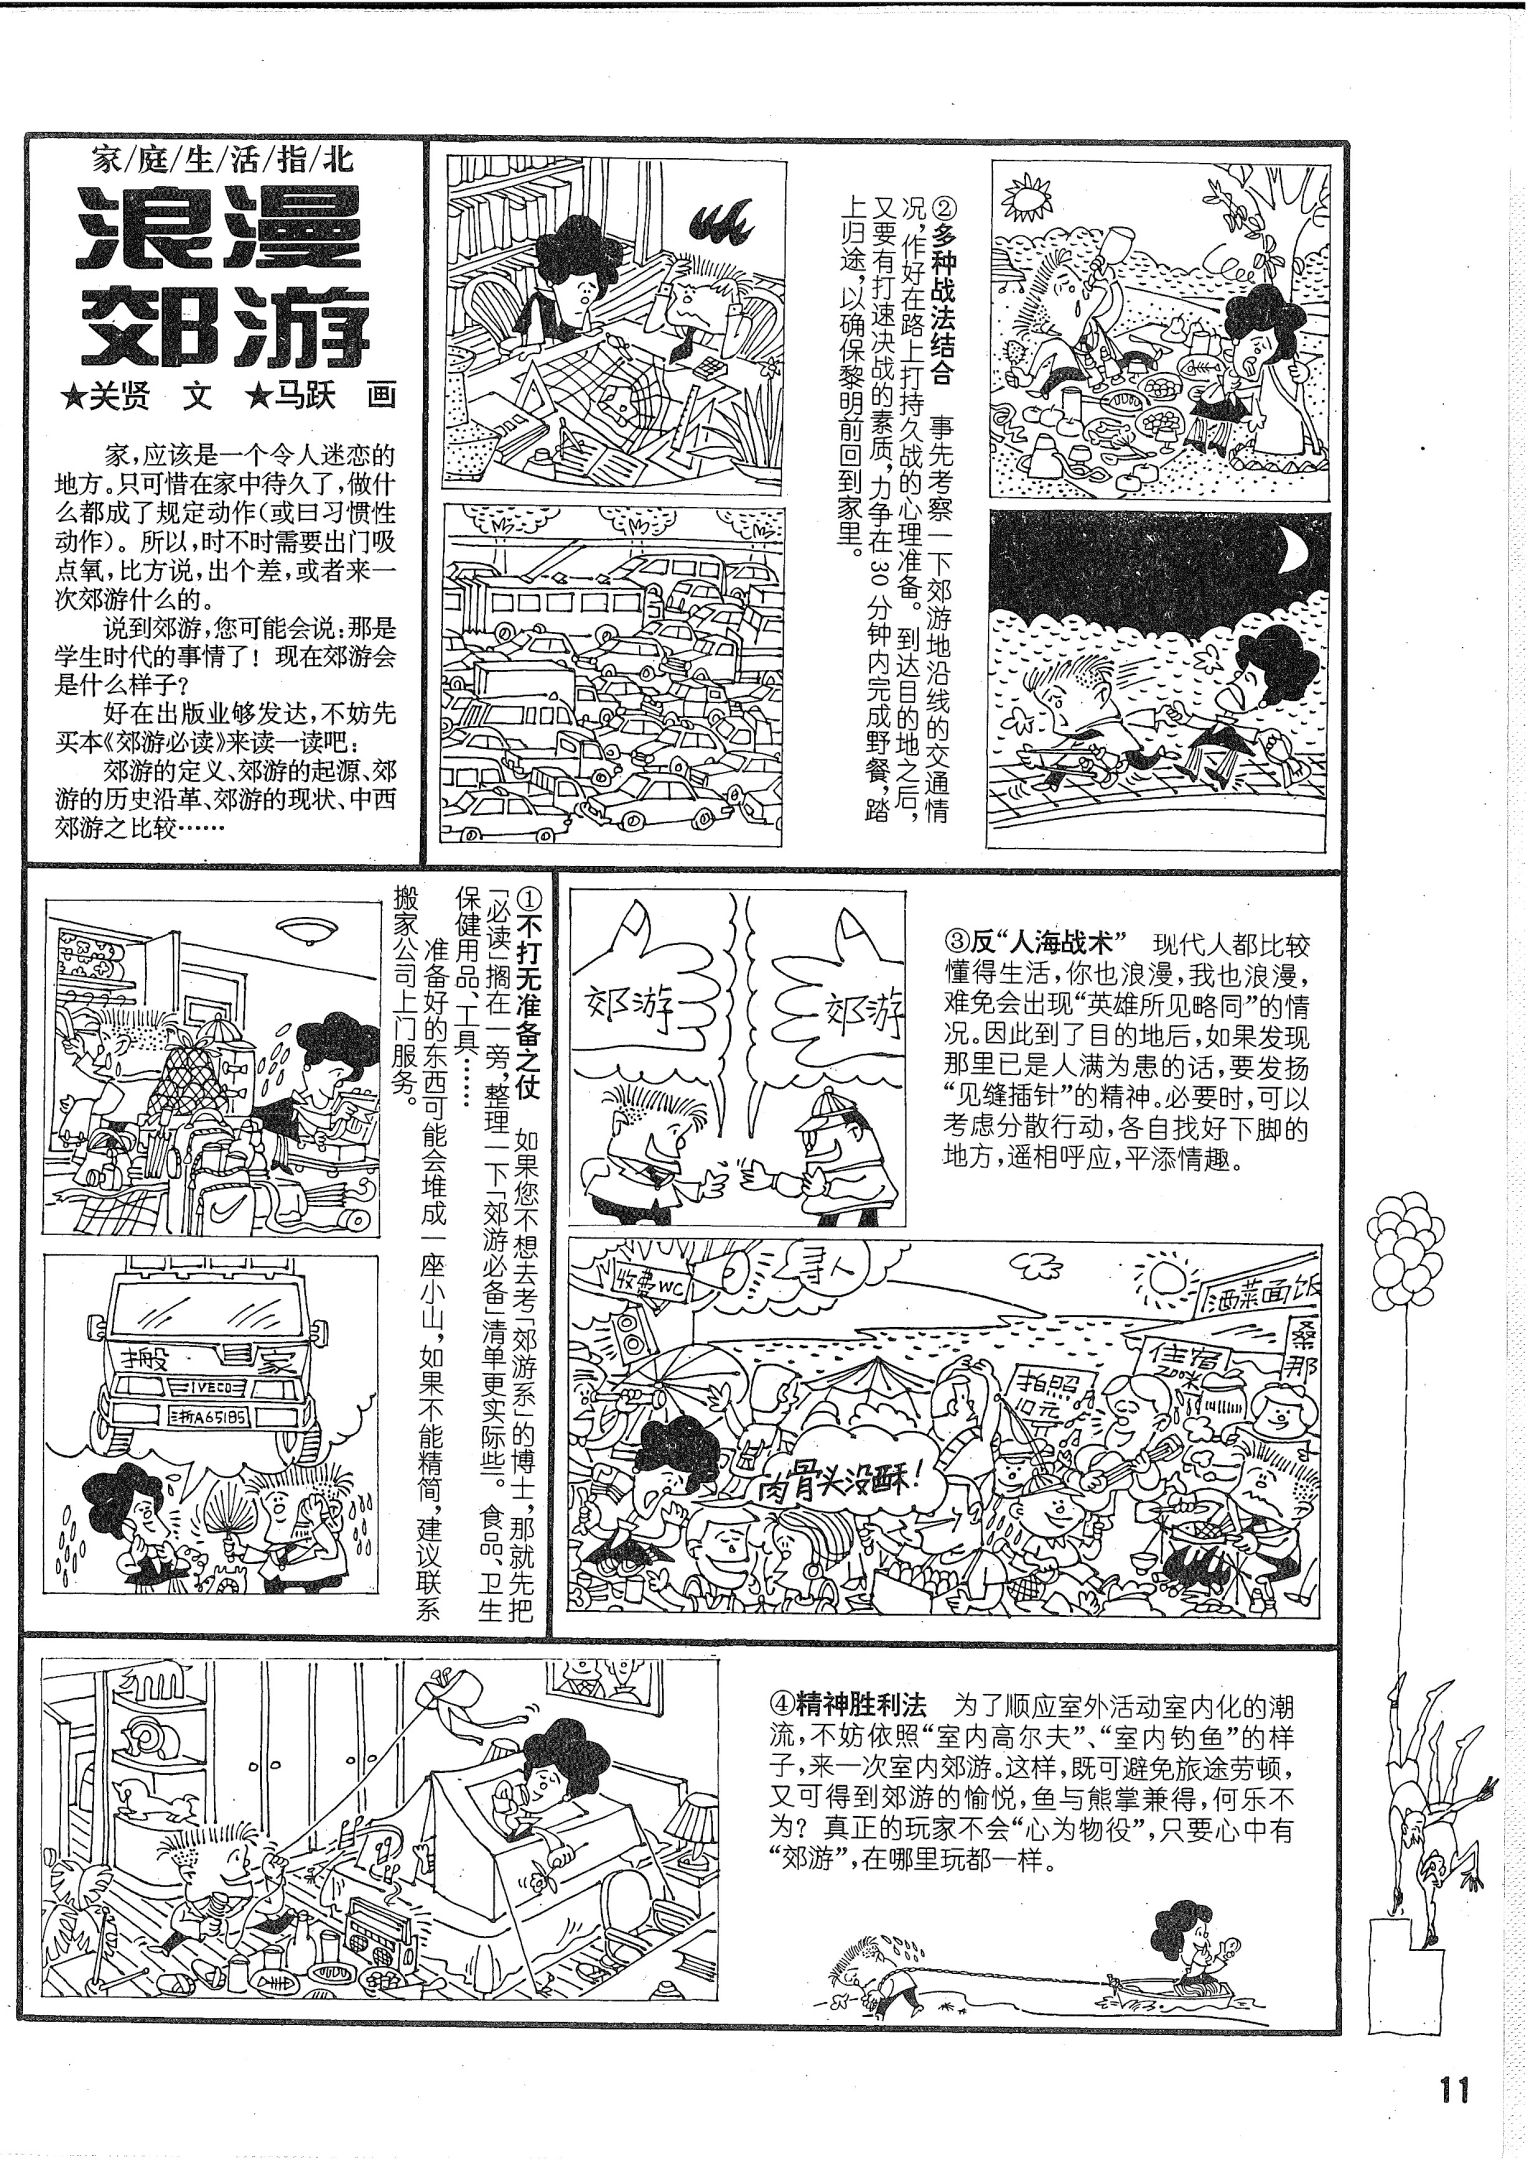 家/庭/生/活/指/北
浪漫
郊游
★关贤 文 ★马跃 画
家，应该是一个令人迷恋的
地方。只可惜在家中待久了，做什
么都成了规定动作（或曰习惯性
动作）。所以，时不时需要出门吸
点氧，比方说，出个差，或者来一
次郊游什么的。
说到郊游，您可能会说：那是
学生时代的事情了！现在郊游会
是什么样子？
好在出版业够发达，不妨先
买本《郊游必读》来读一读吧：
郊游的定义、郊游的起源、郊
游的历史沿革、郊游的现状、中西
郊游之比较……
①不打无准备之仗 如果您不想去考「郊游系」的博士，那就先把
「必读」搁在一旁，整理一下「郊游必备」清单更实际些。食品、卫生
保健用品、工具……
准备好的东西可能会堆成一座小山，如果不能精简，建议联系
搬家公司上门服务。
搬 家
IVECO
浙A65185
②多种战法结合 事先考察一下郊游地沿线的交通情
况，作好在路上打持久战的心理准备。到达目的地之后，
又要有打速决战的素质，力争在30分钟内完成野餐，踏
上归途，以确保黎明前回到家里。
③反“人海战术” 现代人都比较
懂得生活，你也浪漫，我也浪漫，
难免会出现“英雄所见略同”的情
况。因此到了目的地后，如果发现
那里已是人满为患的话，要发扬
“见缝插针”的精神。必要时，可以
考虑分散行动，各自找好下脚的
地方，遥相呼应，平添情趣。
郊游
郊游
收费WC
寻人
酒菜面饭
桑那
住宿
200米
拍照
10元
肉骨头没酥！
④精神胜利法 为了顺应室外活动室内化的潮
流，不妨依照“室内高尔夫”、“室内钓鱼”的样
子，来一次室内郊游。这样，既可避免旅途劳顿，
又可得到郊游的愉悦，鱼与熊掌兼得，何乐不
为？真正的玩家不会“心为物役”，只要心中有
“郊游”，在哪里玩都一样。
11